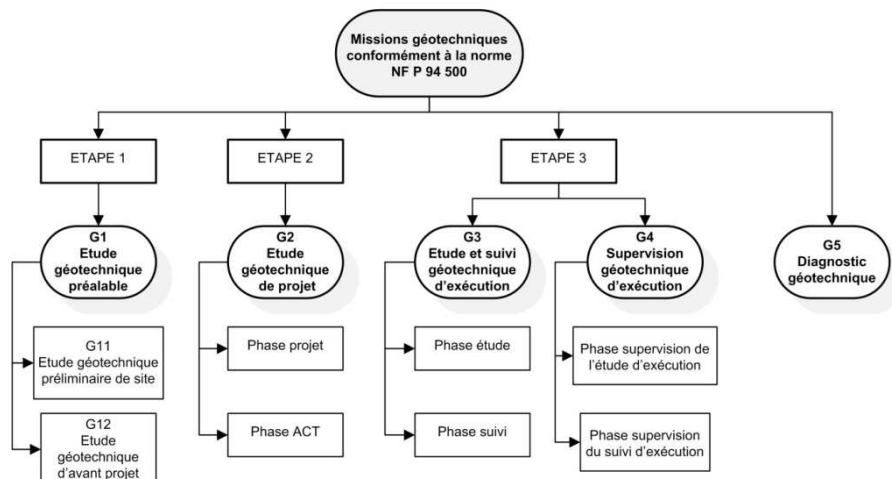 Missions géotechniques
conformément à la norme
NF P 94 500
ETAPE 1
ETAPE 2
ETAPE 3
G1
Etude
géotechnique
préalable
G2
Etude
géotechnique
de projet
G3
Etude et suivi
géotechnique
d'exécution
G4
Supervision
géotechnique
d'exécution
G5
Diagnostic
géotechnique
G11
Etude géotechnique
préliminaire de site
Phase projet
Phase étude
Phase supervision de
l'étude d'exécution
G12
Etude
géotechnique
d'avant projet
Phase ACT
Phase suivi
Phase supervision
du suivi d'exécution